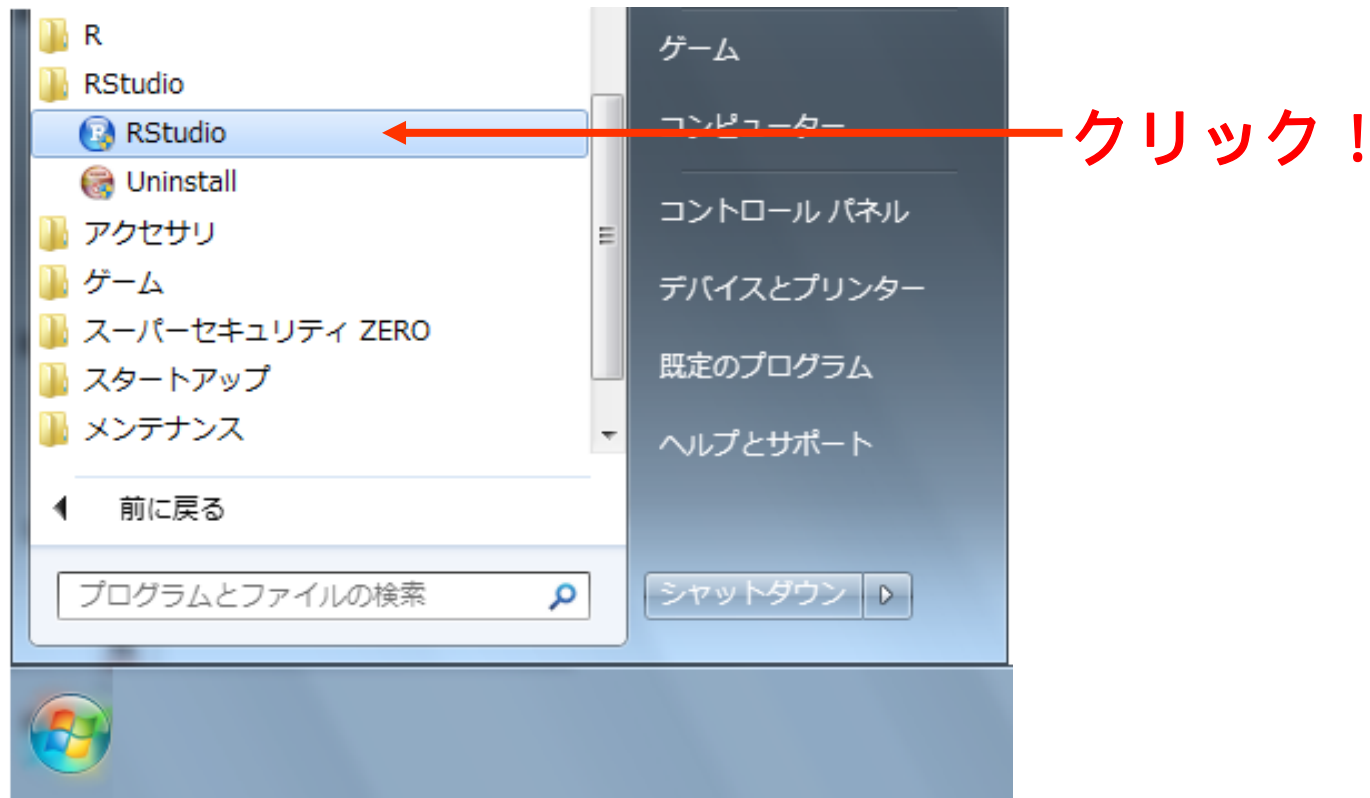 R
RStudio
RStudio
Uninstall
アクセサリ
ゲーム
スーパーセキュリティ ZERO
スタートアップ
メンテナンス
前に戻る
プログラムとファイルの検索
ゲーム
コンピューター
コントロール パネル
デバイスとプリンター
既定のプログラム
ヘルプとサポート
シャットダウン
クリック！